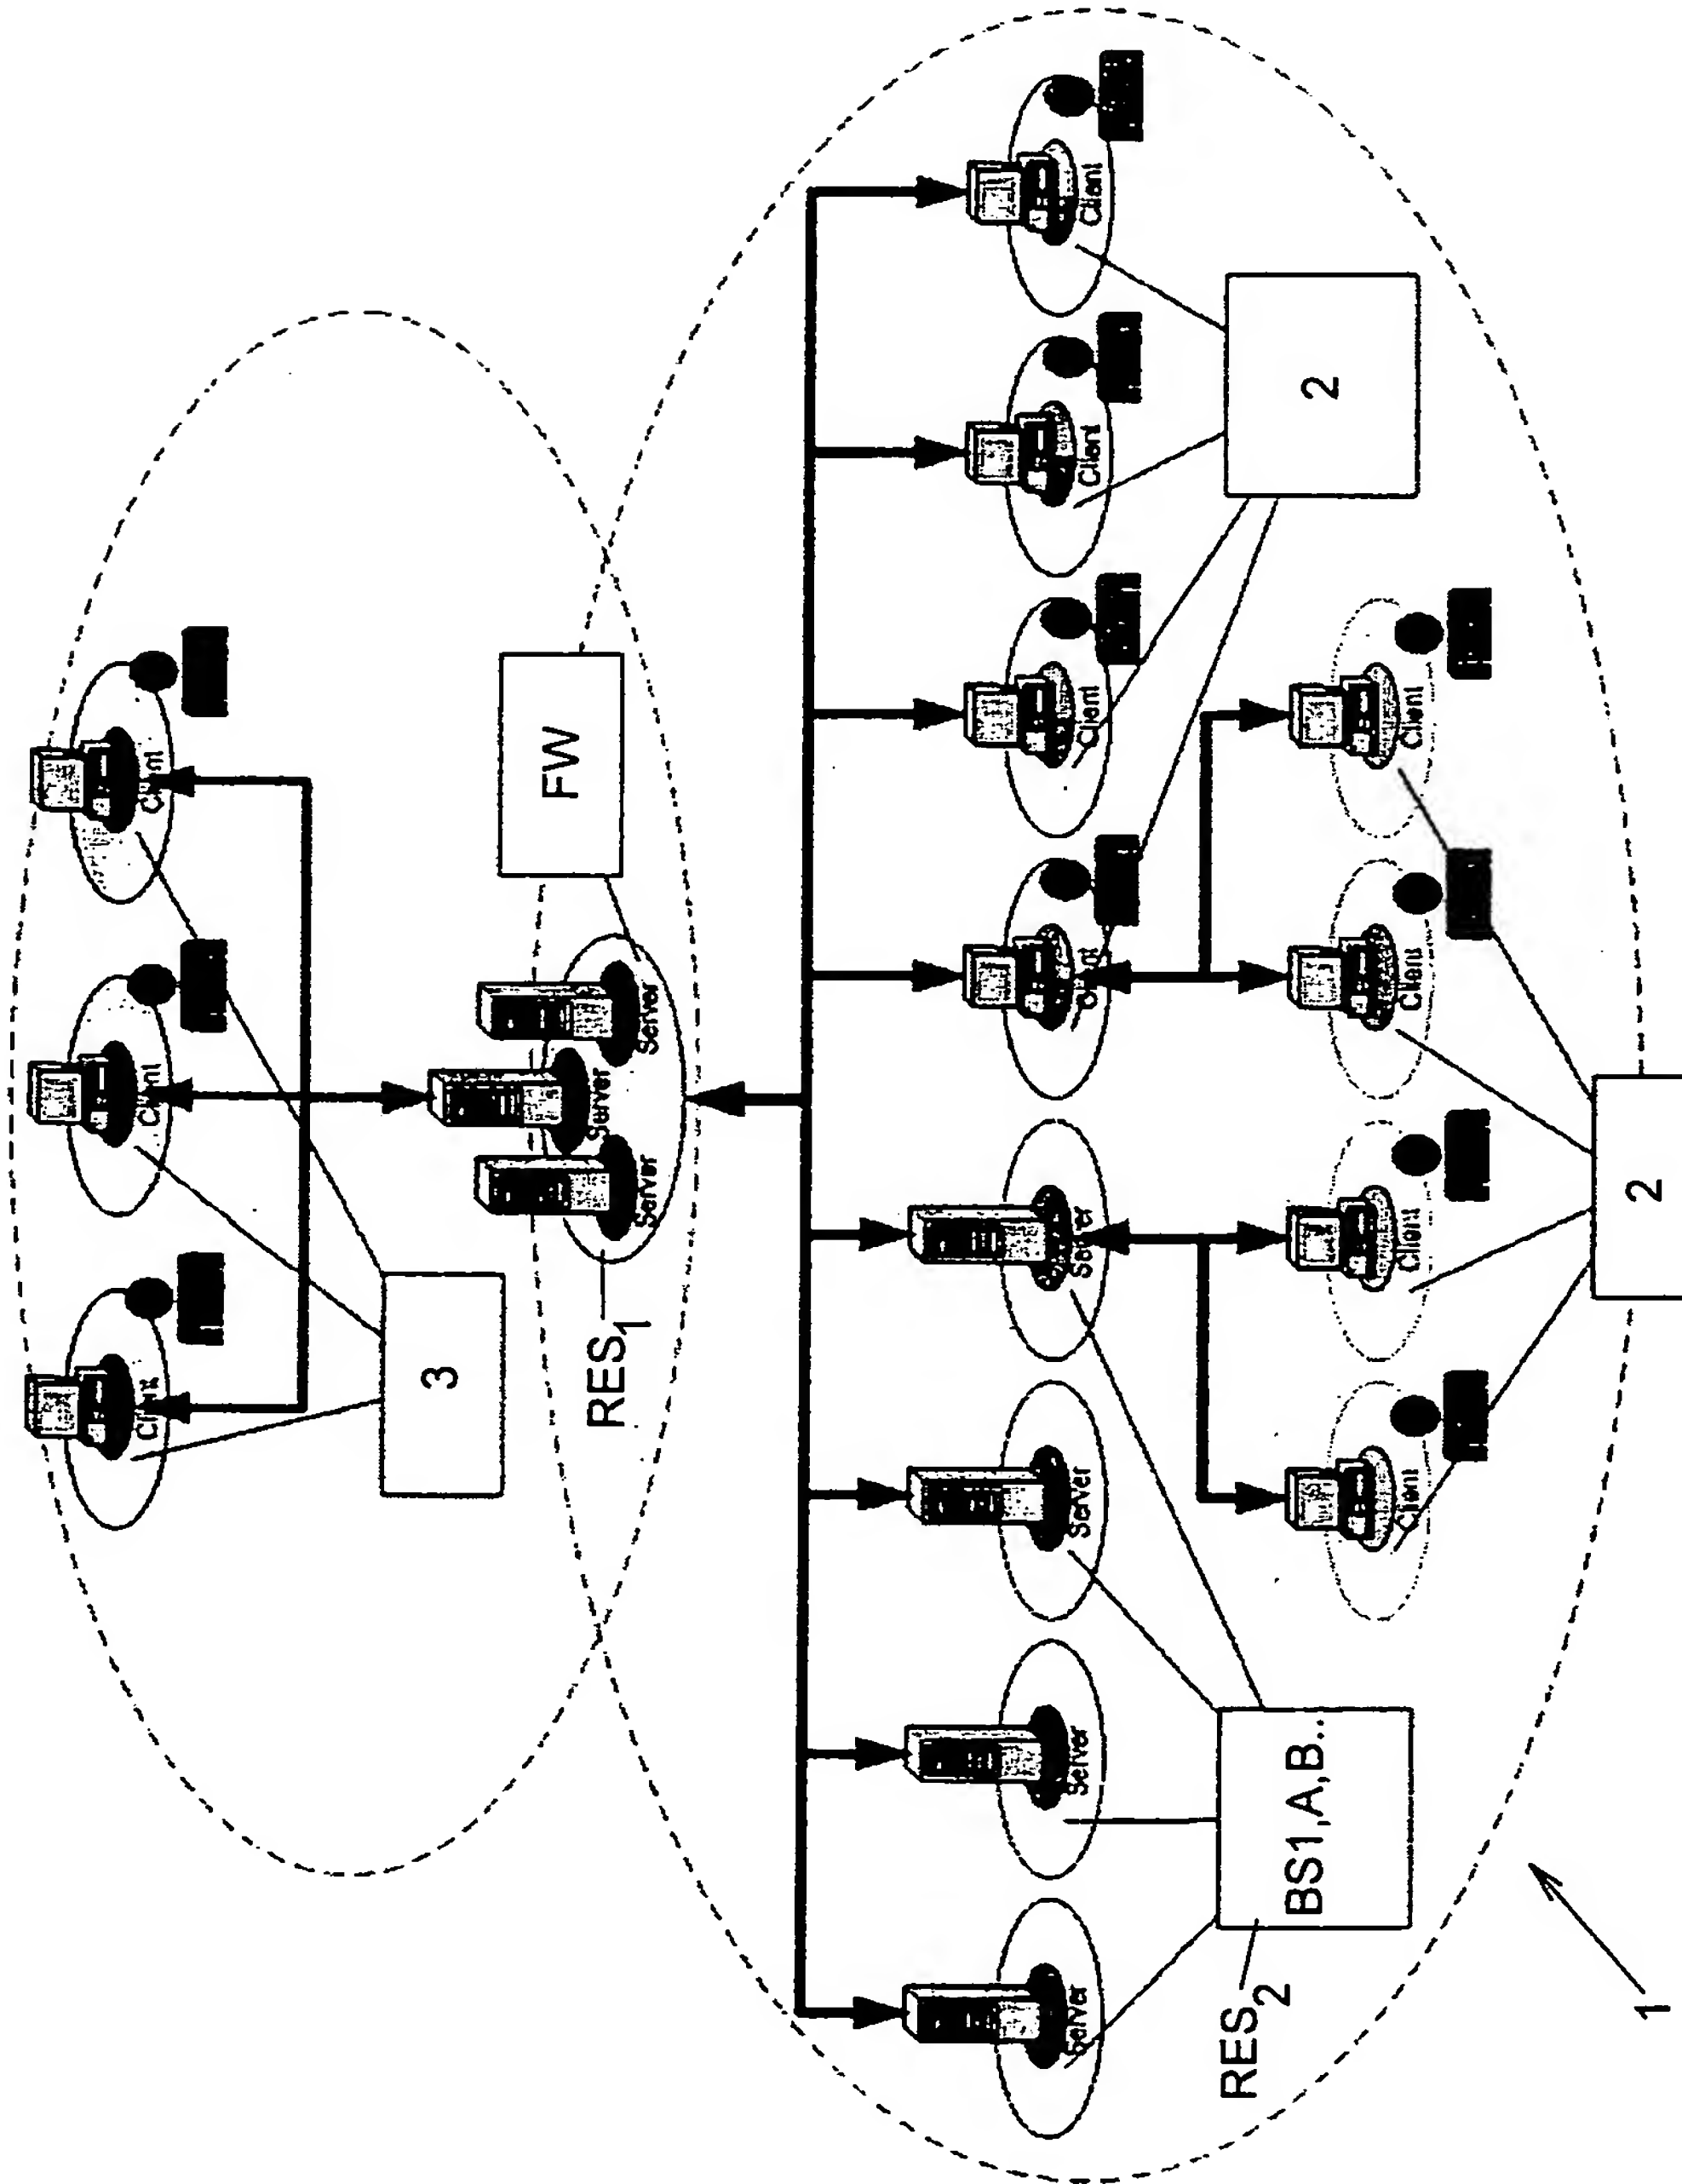 Client
Client
Client
3
FW
Server
Server
Server
RES₁
Server
Server
Server
Server
Client
Client
Client
Client
2
Client
Client
Client
Client
BS1,A,B..
RES₂
2
1